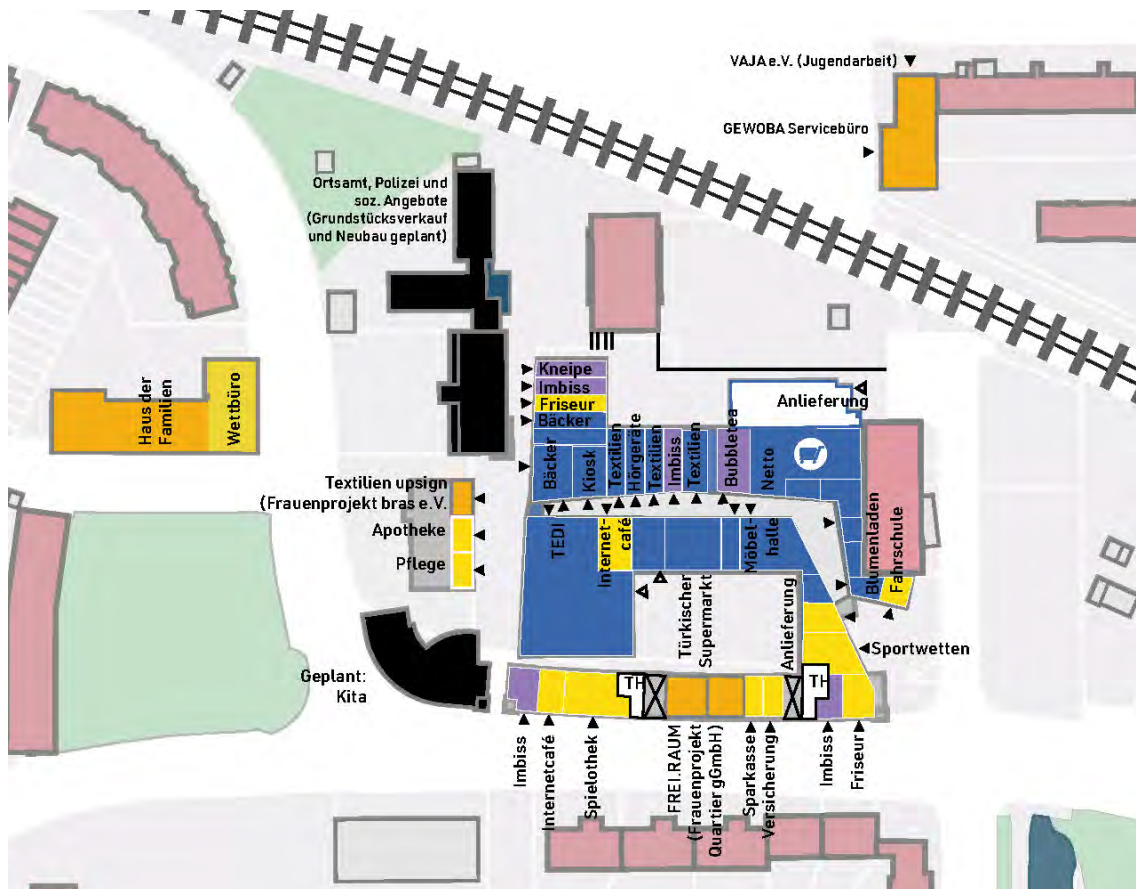 VAJA e.V. (Jugendarbeit)
GEWOBA Servicebüro
Ortsamt, Polizei und
soz. Angebote
(Grundstücksverkauf
und Neubau geplant)
Haus der
Familien
Wettbüro
Kneipe
Imbiss
Friseur
Bäcker
Anlieferung
Bäcker
Kiosk
Textilien
Hörgeräte
Textilien
Imbiss
Textilien
Bubbletea
Netto
Textilien upsign
(Frauenprojekt bras e.V.)
Apotheke
Pflege
TEDI
Internet-
café
Möbel-
halle
Blumenladen
Fahrschule
Türkischer
Supermarkt
Anlieferung
Sportwetten
Geplant:
Kita
TH
TH
Imbiss
Internetcafé
Spielothek
FREI.RAUM
(Frauenprojekt
Quartier gGmbH)
Sparkasse
Versicherung
Imbiss
Friseur